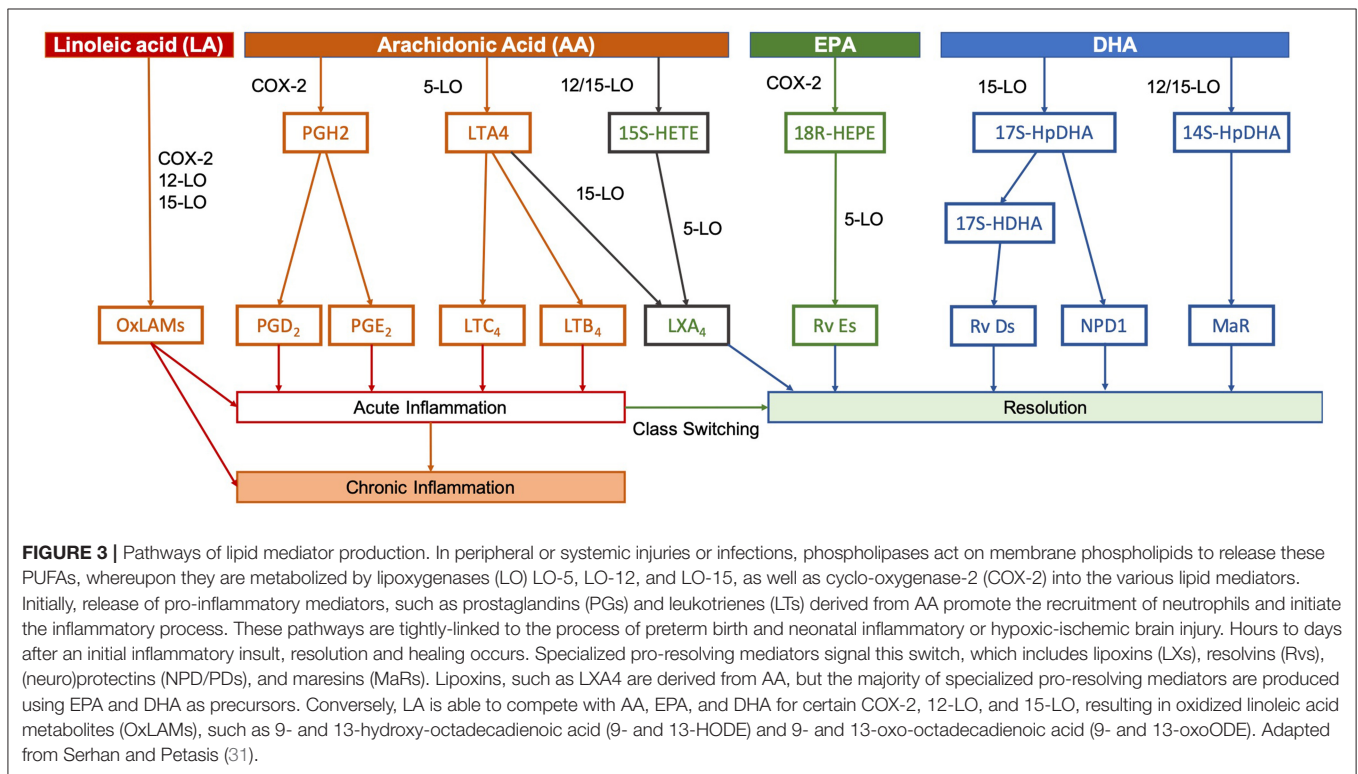 Linoleic acid (LA)
Arachidonic Acid (AA)
EPA
DHA
COX-2
5-LO
12/15-LO
COX-2
15-LO
12/15-LO
PGH2
LTA4
15S-HETE
18R-HEPE
17S-HpDHA
14S-HpDHA
COX-2
12-LO
15-LO
15-LO
5-LO
5-LO
17S-HDHA
OxLAMs
PGD2
PGE2
LTC4
LTB4
LXA4
Rv Es
Rv Ds
NPD1
MaR
Acute Inflammation
Class Switching
Resolution
Chronic Inflammation
FIGURE 3 | Pathways of lipid mediator production. In peripheral or systemic injuries or infections, phospholipases act on membrane phospholipids to release these
PUFAs, whereupon they are metabolized by lipoxygenases (LO) LO-5, LO-12, and LO-15, as well as cyclo-oxygenase-2 (COX-2) into the various lipid mediators.
Initially, release of pro-inflammatory mediators, such as prostaglandins (PGs) and leukotrienes (LTs) derived from AA promote the recruitment of neutrophils and initiate
the inflammatory process. These pathways are tightly-linked to the process of preterm birth and neonatal inflammatory or hypoxic-ischemic brain injury. Hours to days
after an initial inflammatory insult, resolution and healing occurs. Specialized pro-resolving mediators signal this switch, which includes lipoxins (LXs), resolvins (Rvs),
(neuro)protectins (NPD/PDs), and maresins (MaRs). Lipoxins, such as LXA4 are derived from AA, but the majority of specialized pro-resolving mediators are produced
using EPA and DHA as precursors. Conversely, LA is able to compete with AA, EPA, and DHA for certain COX-2, 12-LO, and 15-LO, resulting in oxidized linoleic acid
metabolites (OxLAMs), such as 9- and 13-hydroxy-octadecadienoic acid (9- and 13-HODE) and 9- and 13-oxo-octadecadienoic acid (9- and 13-oxoODE). Adapted
from Serhan and Petasis (31).